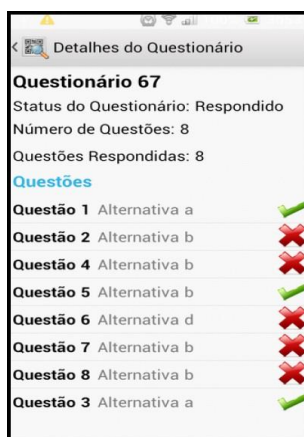 Detalhes do Questionário
Questionário 67
Status do Questionário: Respondido
Número de Questões: 8
Questões Respondidas: 8
Questões
Questão 1 Alternativa a
Questão 2 Alternativa b
Questão 4 Alternativa b
Questão 5 Alternativa b
Questão 6 Alternativa d
Questão 7 Alternativa b
Questão 8 Alternativa b
Questão 3 Alternativa a